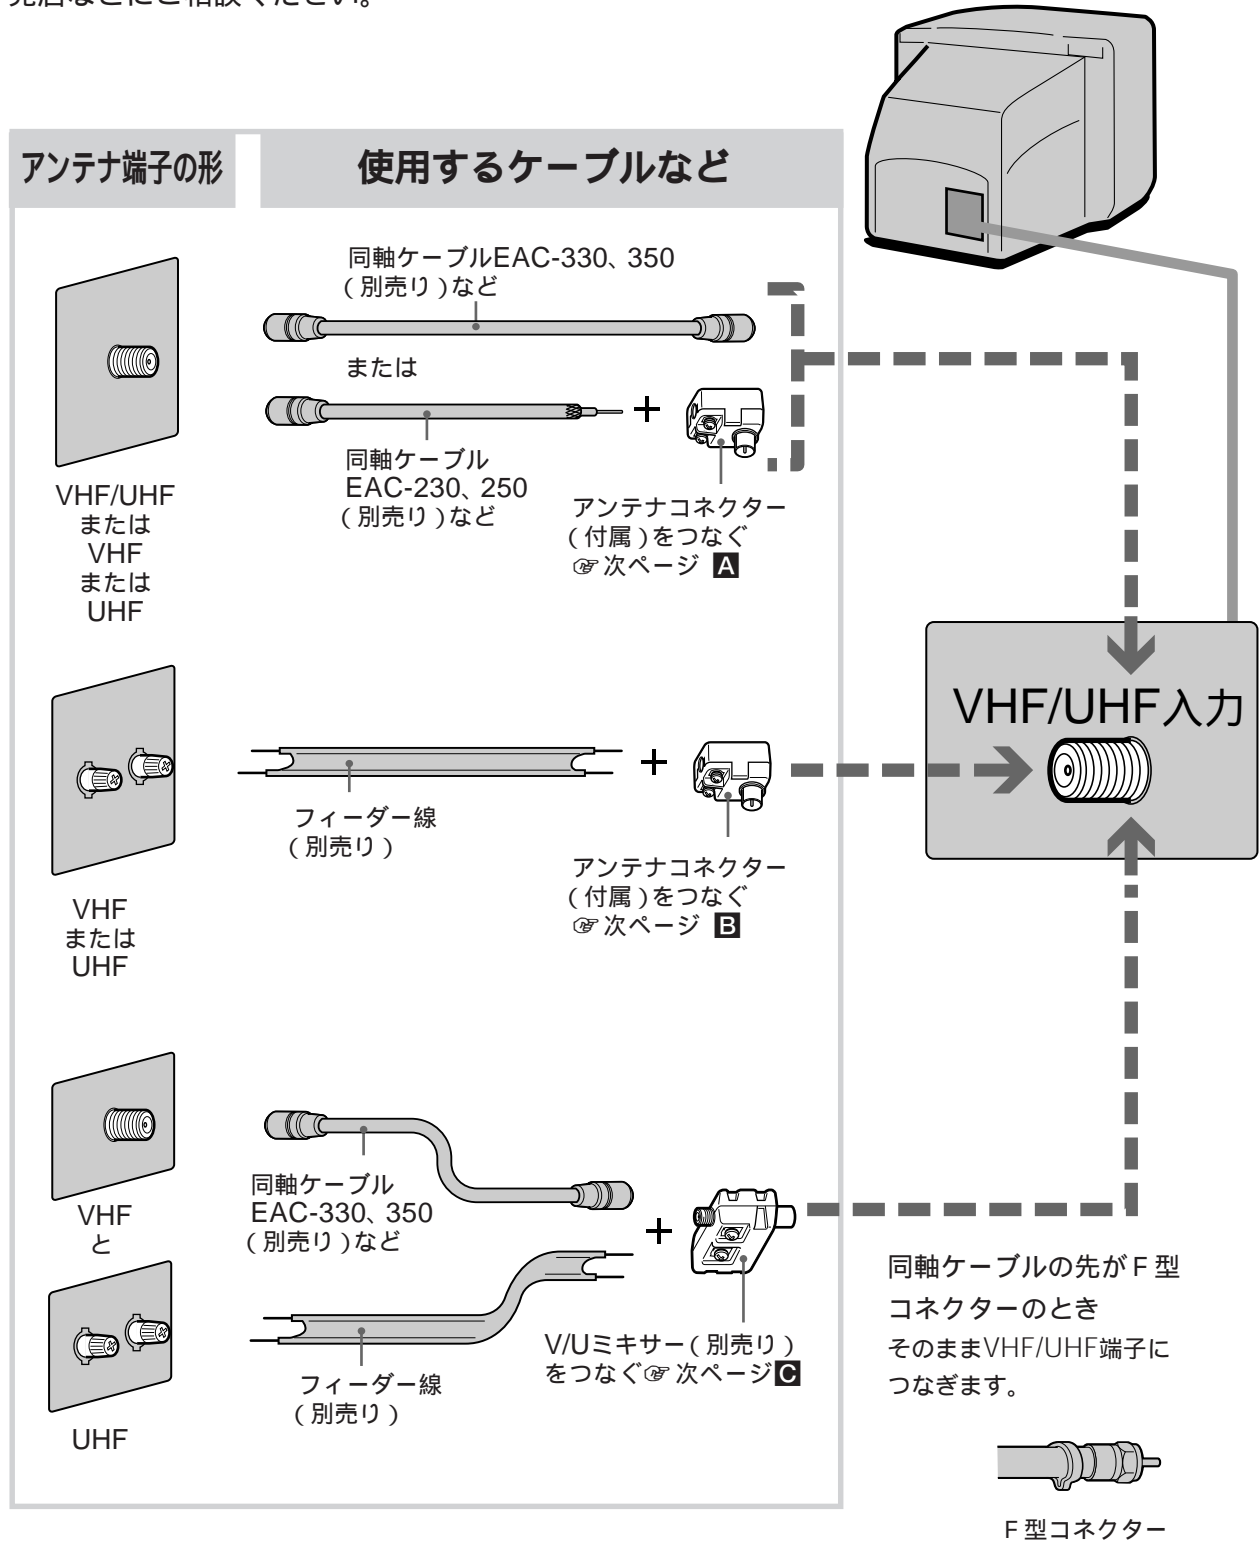 アンテナ端子の形
使用するケーブルなど
同軸ケーブルEAC-330、350
(別売り)など
または
同軸ケーブル
EAC-230、250
(別売り)など
アンテナコネクター
(付属)をつなぐ
☞次ページ A
VHF/UHF
または
VHF
または
UHF
VHF/UHF入力
フィーダー線
(別売り)
アンテナコネクター
(付属)をつなぐ
☞次ページ B
VHF
または
UHF
VHF
と
同軸ケーブル
EAC-330、350
(別売り)など
UHF
フィーダー線
(別売り)
V/Uミキサー(別売り)
をつなぐ☞次ページC
同軸ケーブルの先がF型
コネクターのとき
そのままVHF/UHF端子に
つなぎます。
F型コネクター